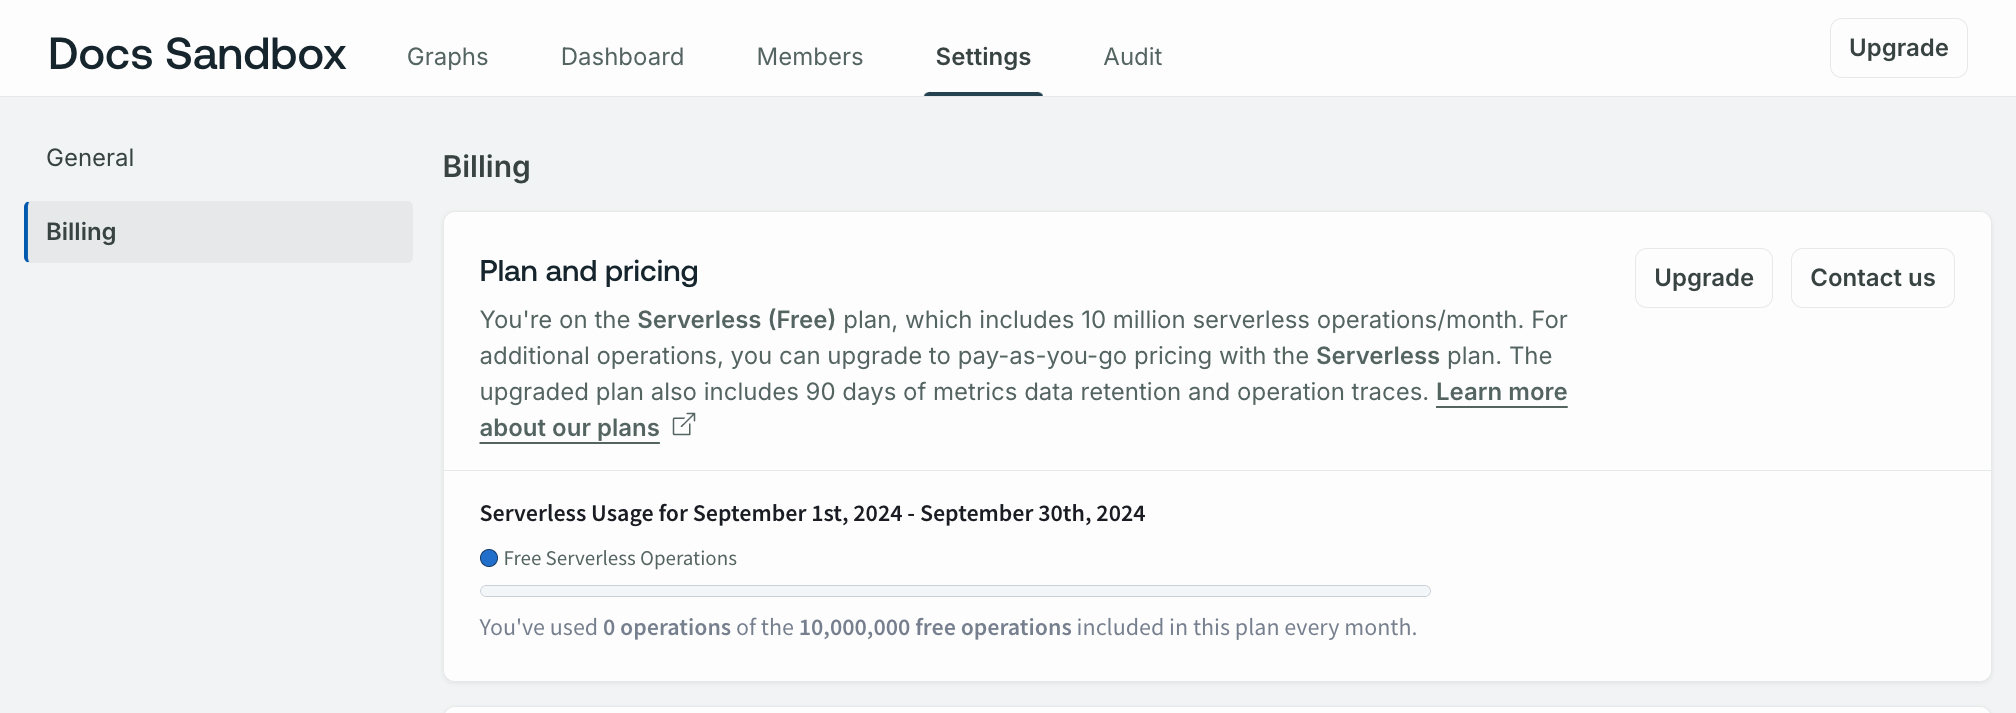 Docs Sandbox Graphs Dashboard Members Settings Audit Upgrade
General
Billing
Billing
Plan and pricing
Upgrade Contact us
You're on the Serverless (Free) plan, which includes 10 million serverless operations/month. For
additional operations, you can upgrade to pay-as-you-go pricing with the Serverless plan. The
upgraded plan also includes 90 days of metrics data retention and operation traces. Learn more
about our plans
Serverless Usage for September 1st, 2024 - September 30th, 2024
Free Serverless Operations
You've used 0 operations of the 10,000,000 free operations included in this plan every month.